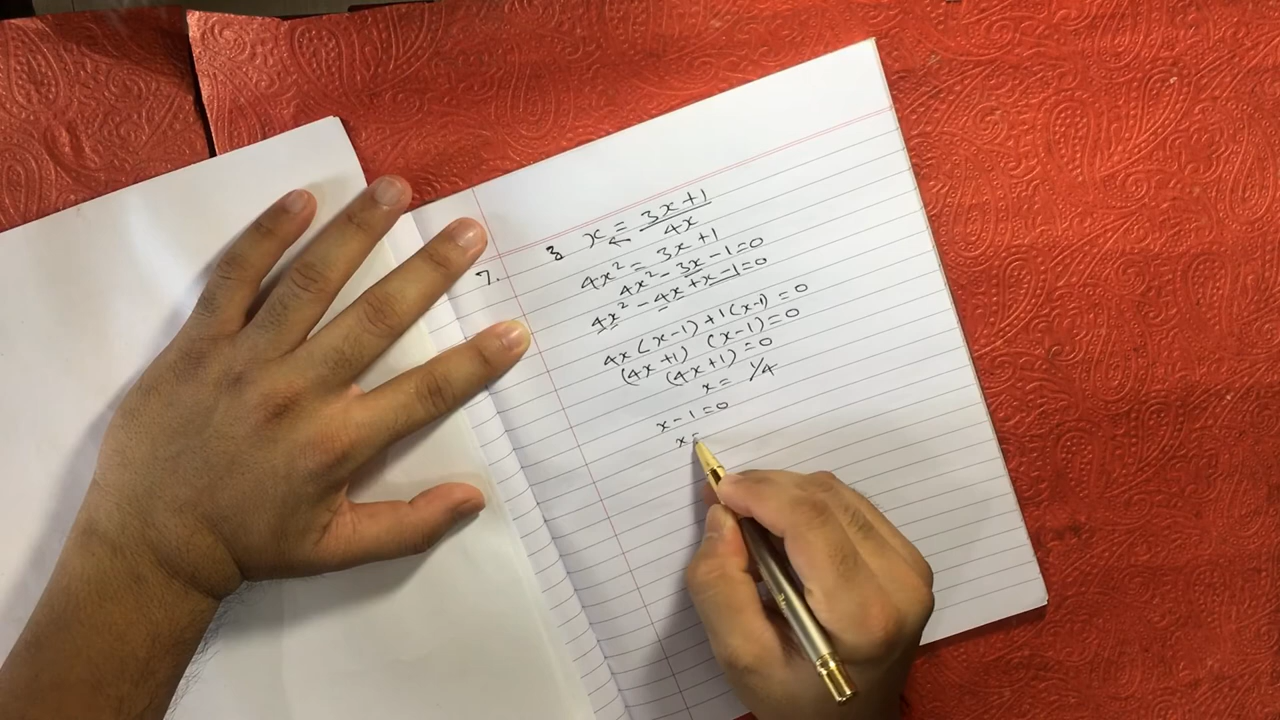 7. 3 x = 3x+1 / 4x
4x² = 3x+1
4x² - 3x - 1 = 0
4x² - 4x + x - 1 = 0
4x (x-1) + 1(x-1) = 0
(4x+1) (x-1) = 0
(4x+1) = 0
x = 1/4
x - 1 = 0
x =